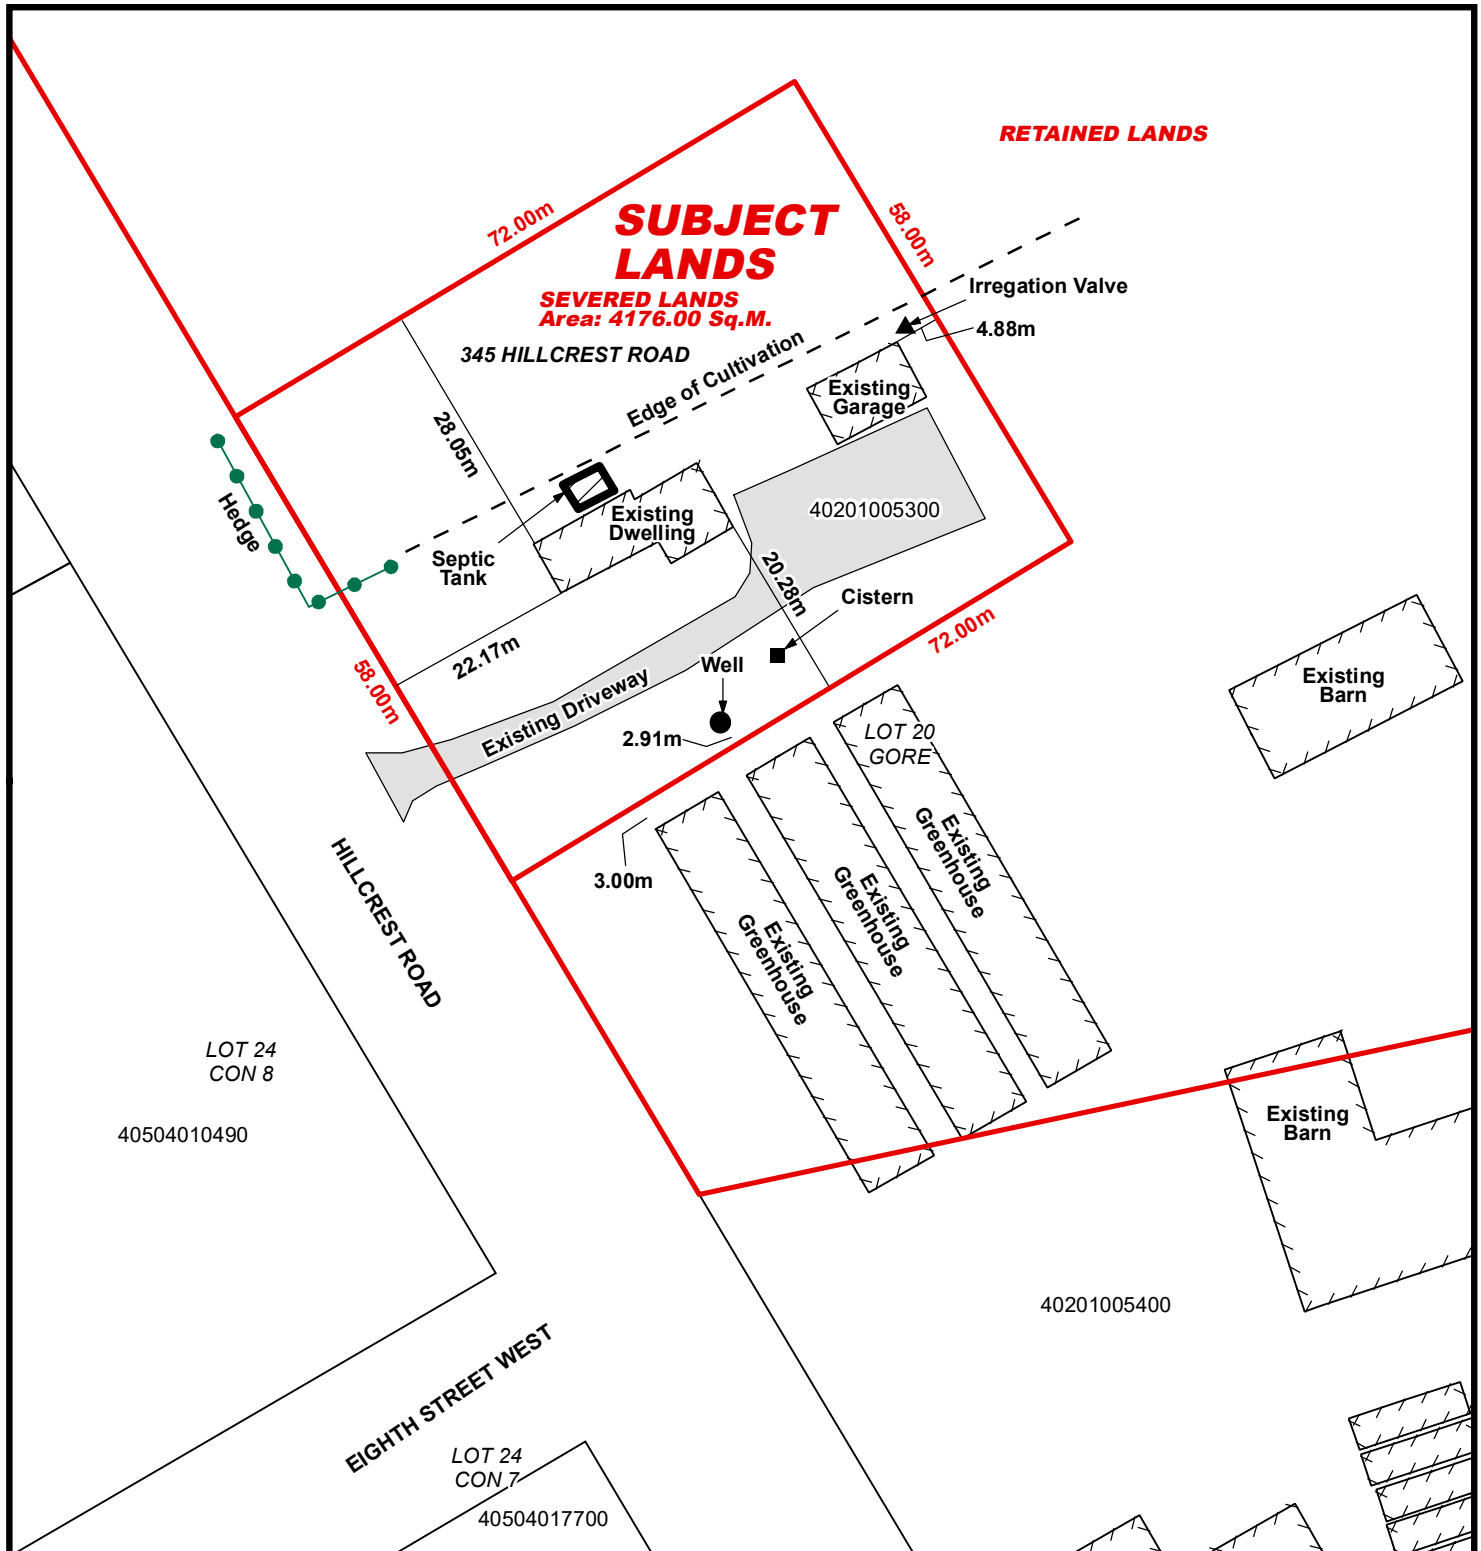 RETAINED LANDS
72.00m
SUBJECT
LANDS
58.00m
SEVERED LANDS
Area: 4176.00 Sq.M.
345 HILLCREST ROAD
Irregation Valve
4.88m
Edge of Cultivation
Existing
Garage
28.05m
Hedge
Existing
Dwelling
40201005300
Septic
Tank
20.28m
Cistern
72.00m
22.17m
58.00m
Well
Existing Driveway
2.91m
Existing
Barn
LOT 20
GORE
3.00m
Existing
Greenhouse
Existing
Greenhouse
Existing
Greenhouse
HILLCREST ROAD
LOT 24
CON 8
40504010490
Existing
Barn
40201005400
EIGHTH STREET WEST
LOT 24
CON 7
40504017700